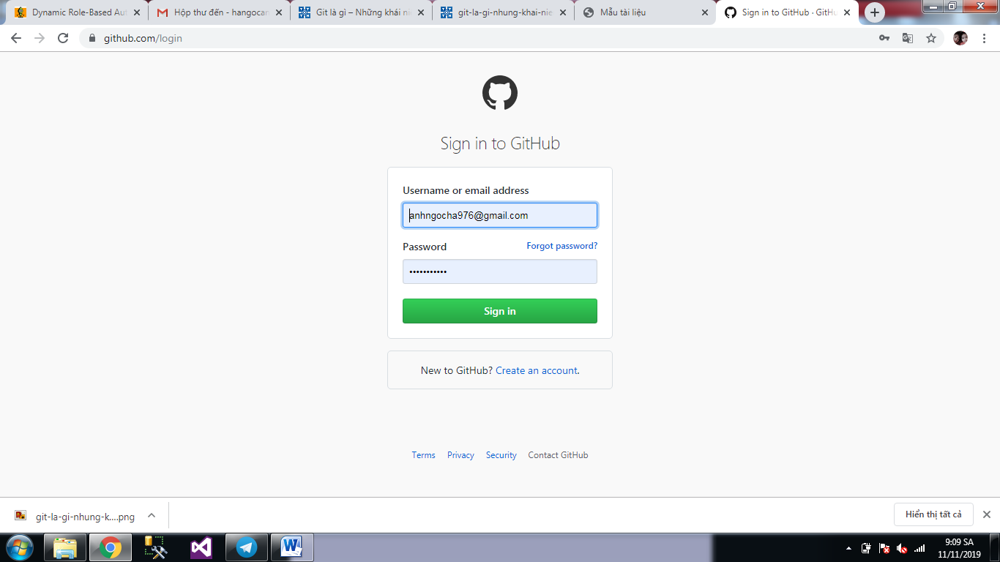 Dynamic Role-Based Aut
Hộp thư đến - hangocan
Git là gì – Những khái ni
git-la-gi-nhung-khai-nie
Mẫu tài liệu
Sign in to GitHub · GitHu
github.com/login
Sign in to GitHub
Username or email address
anhngocha976@gmail.com
Password
Forgot password?
•••••••••••
Sign in
New to GitHub? Create an account.
Terms
Privacy
Security
Contact GitHub
git-la-gi-nhung-k....png
Hiển thị tất cả
9:09 SA
11/11/2019